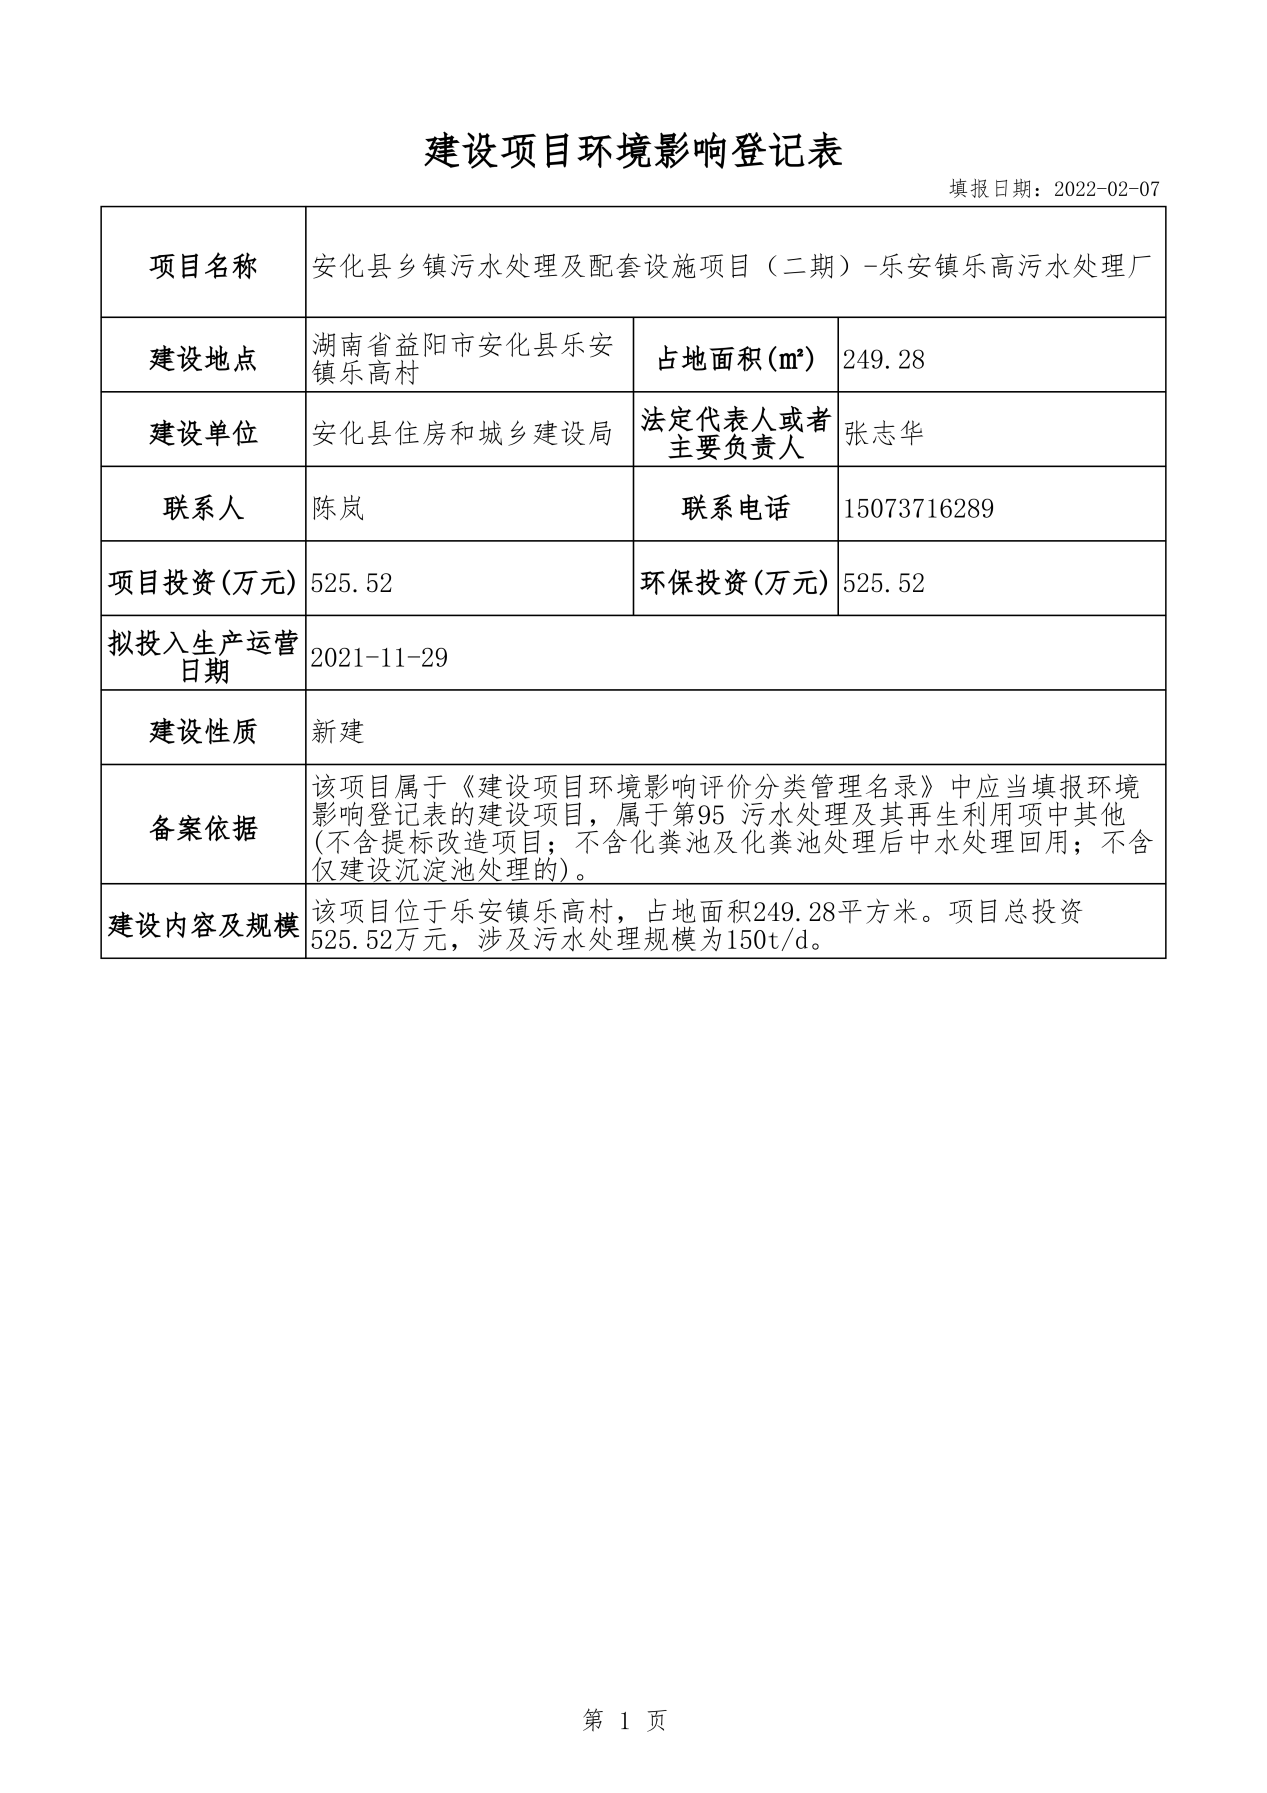 建设项目环境影响登记表
填报日期：2022-02-07
项目名称
安化县乡镇污水处理及配套设施项目（二期）-乐安镇乐高污水处理厂
建设地点
湖南省益阳市安化县乐安
镇乐高村
占地面积(㎡)
249.28
建设单位
安化县住房和城乡建设局
法定代表人或者
主要负责人
张志华
联系人
陈岚
联系电话
15073716289
项目投资(万元)
525.52
环保投资(万元)
525.52
拟投入生产运营
日期
2021-11-29
建设性质
新建
备案依据
该项目属于《建设项目环境影响评价分类管理名录》中应当填报环境
影响登记表的建设项目，属于第95 污水处理及其再生利用项中其他
(不含提标改造项目；不含化粪池及化粪池处理后中水处理回用；不含
仅建设沉淀池处理的)。
建设内容及规模
该项目位于乐安镇乐高村，占地面积249.28平方米。项目总投资
525.52万元，涉及污水处理规模为150t/d。
第 1 页